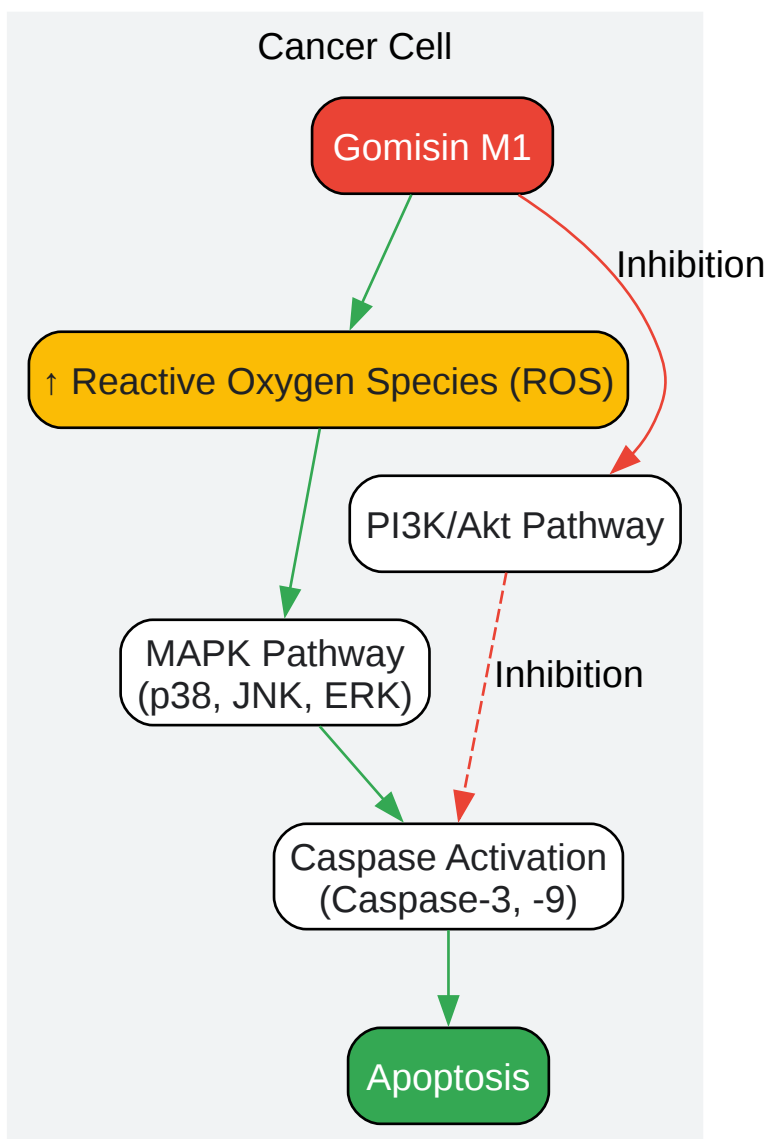 Cancer Cell
Gomisin M1
Inhibition
↑ Reactive Oxygen Species (ROS)
PI3K/Akt Pathway
MAPK Pathway
(p38, JNK, ERK)
Inhibition
Caspase Activation
(Caspase-3, -9)
Apoptosis